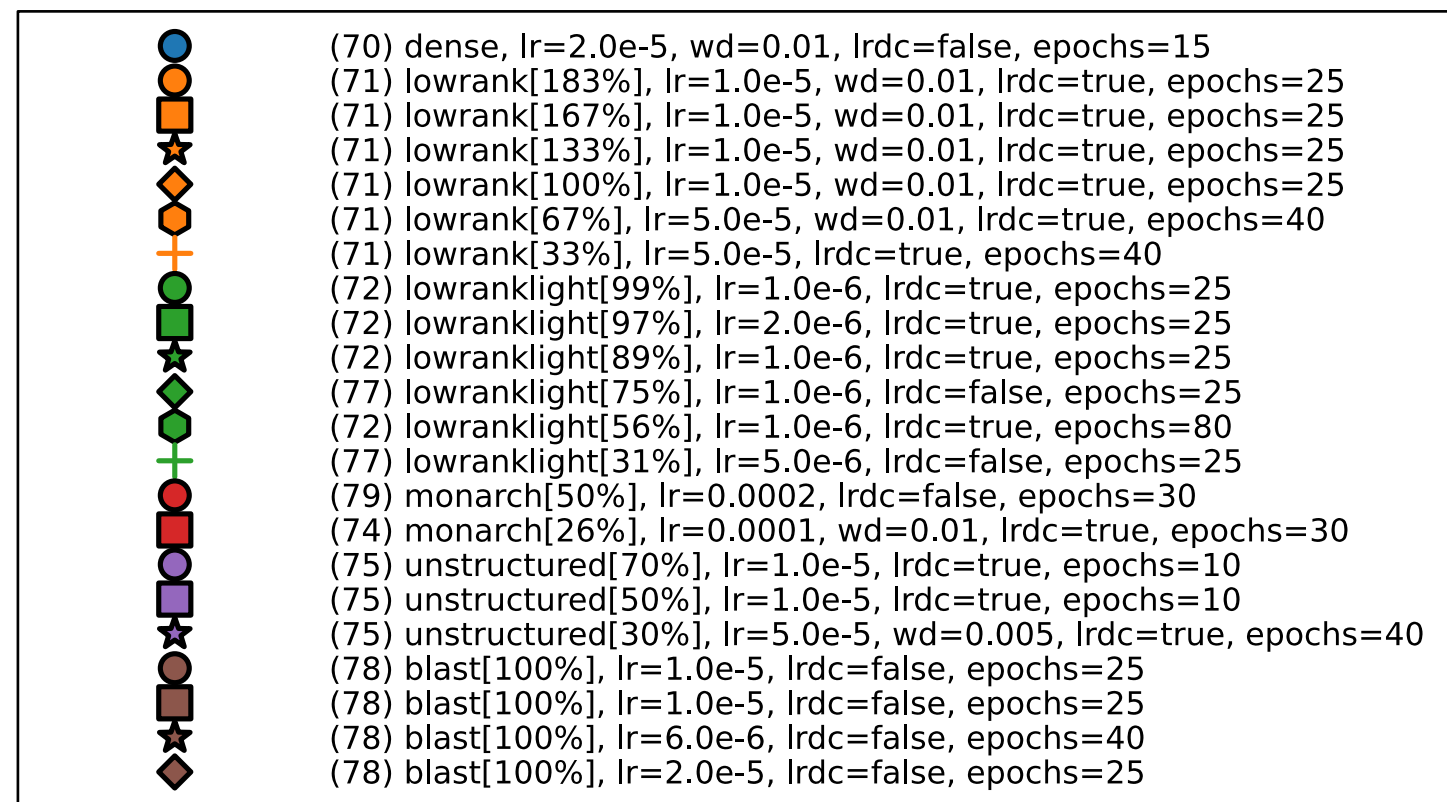 (70) dense, lr=2.0e-5, wd=0.01, lrdc=false, epochs=15
(71) lowrank[183%], lr=1.0e-5, wd=0.01, lrdc=true, epochs=25
(71) lowrank[167%], lr=1.0e-5, wd=0.01, lrdc=true, epochs=25
(71) lowrank[133%], lr=1.0e-5, wd=0.01, lrdc=true, epochs=25
(71) lowrank[100%], lr=1.0e-5, wd=0.01, lrdc=true, epochs=25
(71) lowrank[67%], lr=5.0e-5, wd=0.01, lrdc=true, epochs=40
(71) lowrank[33%], lr=5.0e-5, lrdc=true, epochs=40
(72) lowranklight[99%], lr=1.0e-6, lrdc=true, epochs=25
(72) lowranklight[97%], lr=2.0e-6, lrdc=true, epochs=25
(72) lowranklight[89%], lr=1.0e-6, lrdc=true, epochs=25
(77) lowranklight[75%], lr=1.0e-6, lrdc=false, epochs=25
(72) lowranklight[56%], lr=1.0e-6, lrdc=true, epochs=80
(77) lowranklight[31%], lr=5.0e-6, lrdc=false, epochs=25
(79) monarch[50%], lr=0.0002, lrdc=false, epochs=30
(74) monarch[26%], lr=0.0001, wd=0.01, lrdc=true, epochs=30
(75) unstructured[70%], lr=1.0e-5, lrdc=true, epochs=10
(75) unstructured[50%], lr=1.0e-5, lrdc=true, epochs=10
(75) unstructured[30%], lr=5.0e-5, wd=0.005, lrdc=true, epochs=40
(78) blast[100%], lr=1.0e-5, lrdc=false, epochs=25
(78) blast[100%], lr=1.0e-5, lrdc=false, epochs=25
(78) blast[100%], lr=6.0e-6, lrdc=false, epochs=40
(78) blast[100%], lr=2.0e-5, lrdc=false, epochs=25